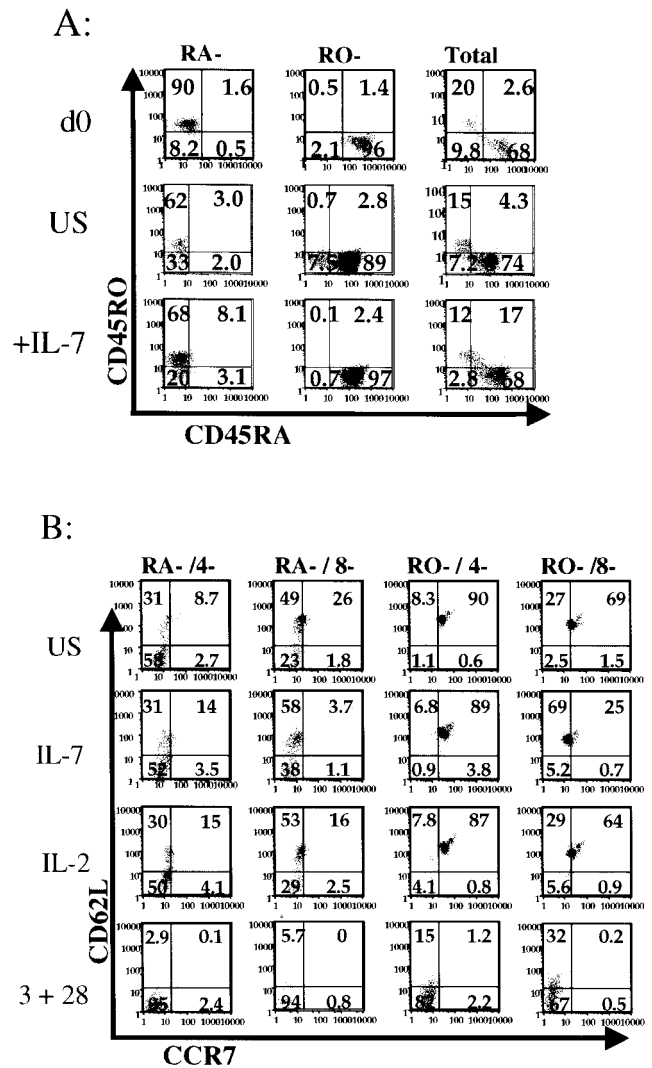 A:
RA- RO- Total
d0
90 1.6 0.5 1.4 20 2.6
8.2 0.5 2.1 96 9.8 68
US
62 3.0 0.7 2.8 15 4.3
33 2.0 89 7.2 74
+IL-7
68 8.1 0.1 2.4 12 17
20 3.1 0.7 97 2.8 68
CD45RO
CD45RA
B:
RA- /4- RA- / 8- RO- / 4- RO- /8-
US
31 8.7 49 26 8.3 90 27 69
58 2.7 23 1.8 1.1 0.6 2.5 1.5
IL-7
31 14 58 3.7 6.8 89 69 25
52 3.5 38 1.1 0.9 3.8 5.2 0.7
IL-2
30 15 53 16 7.8 87 29 64
50 4.1 29 2.5 4.1 0.8 5.6 0.9
3 + 28
2.9 0.1 5.7 0 15 1.2 32 0.2
95 2.4 94 0.8 2.2 67 0.5
CD62L
CCR7